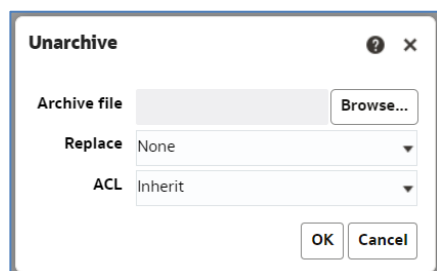 Unarchive
Archive file Browse...
Replace None
ACL Inherit
OK Cancel